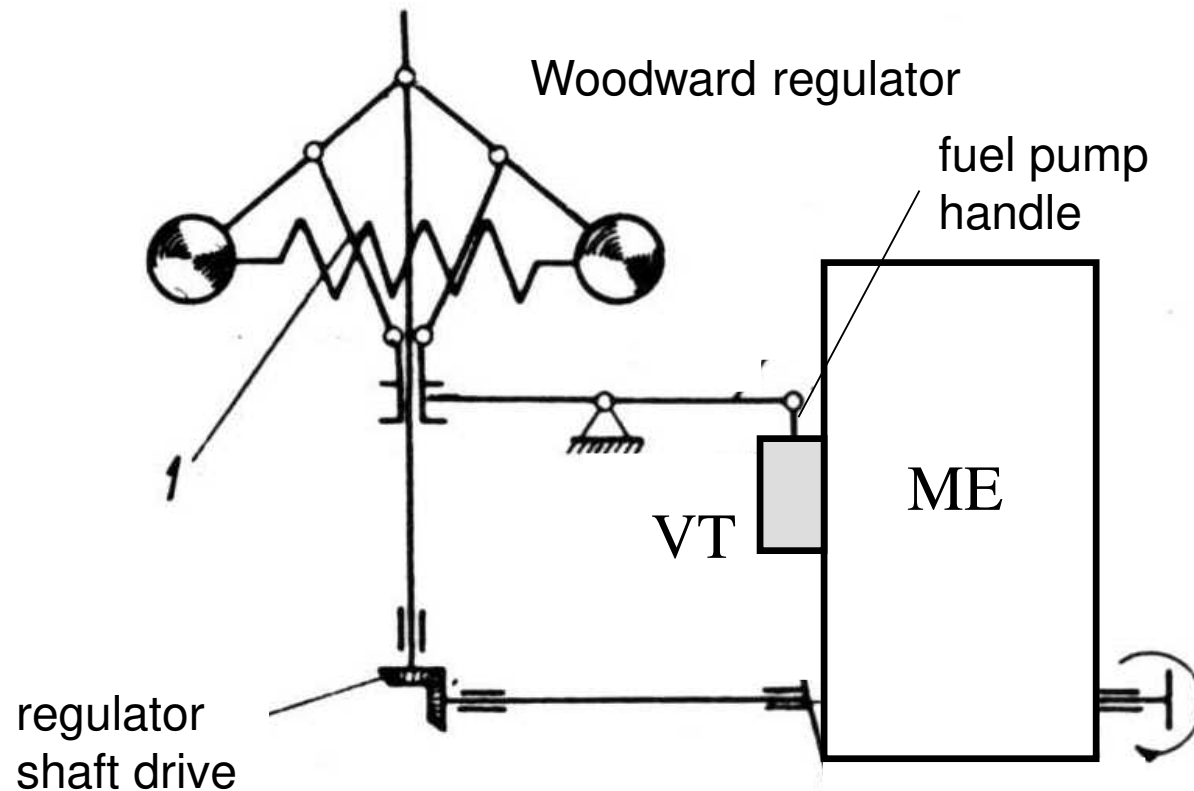 Woodward regulator
fuel pump
handle
1
VT
ME
regulator
shaft drive